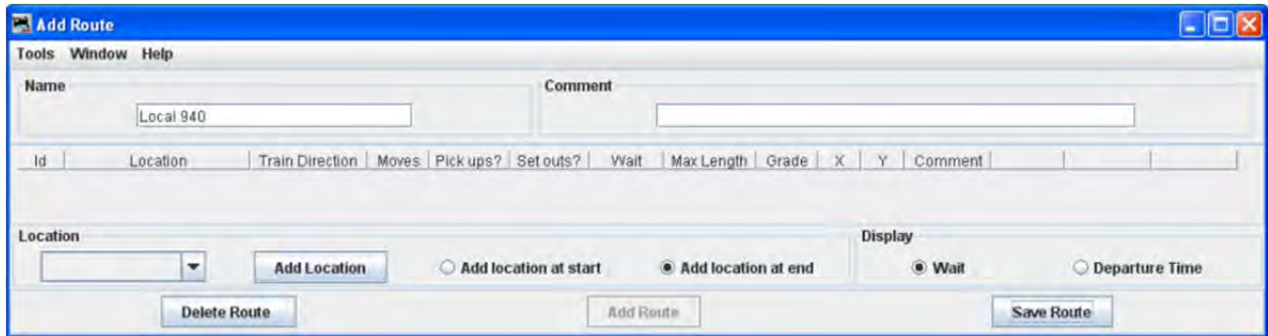 Add Route
Tools Window Help
Name Comment
Local 940
Id Location Train Direction Moves Pick ups? Set outs? Wait Max Length Grade X Y Comment
Location Display
Add Location Add location at start Add location at end Wait Departure Time
Delete Route Add Route Save Route